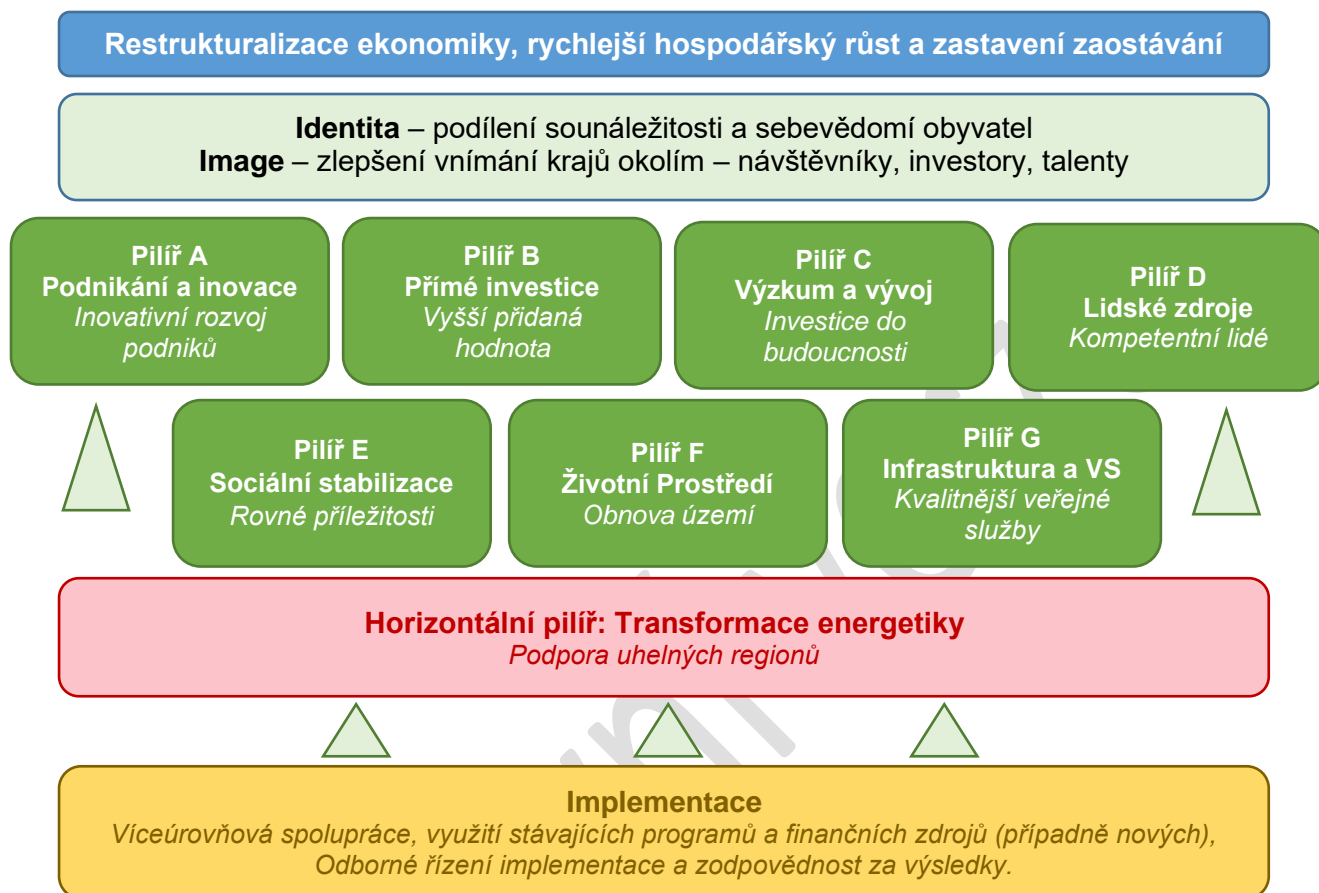 Restrukturalizace ekonomiky, rychlejší hospodářský růst a zastavení zaostávání
Identita – podílení sounáležitosti a sebevědomí obyvatel
Image – zlepšení vnímání krajů okolím – návštěvníky, investory, talenty
Pilíř A
Podnikání a inovace
Inovativní rozvoj
podniků
Pilíř B
Přímé investice
Vyšší přidaná
hodnota
Pilíř C
Výzkum a vývoj
Investice do
budoucnosti
Pilíř D
Lidské zdroje
Kompetentní lidé
Pilíř E
Sociální stabilizace
Rovné příležitosti
Pilíř F
Životní Prostředí
Obnova území
Pilíř G
Infrastruktura a VS
Kvalitnější veřejné
služby
Horizontální pilíř: Transformace energetiky
Podpora uhelných regionů
Implementace
Víceúrovňová spolupráce, využití stávajících programů a finančních zdrojů (případně nových),
Odborné řízení implementace a zodpovědnost za výsledky.